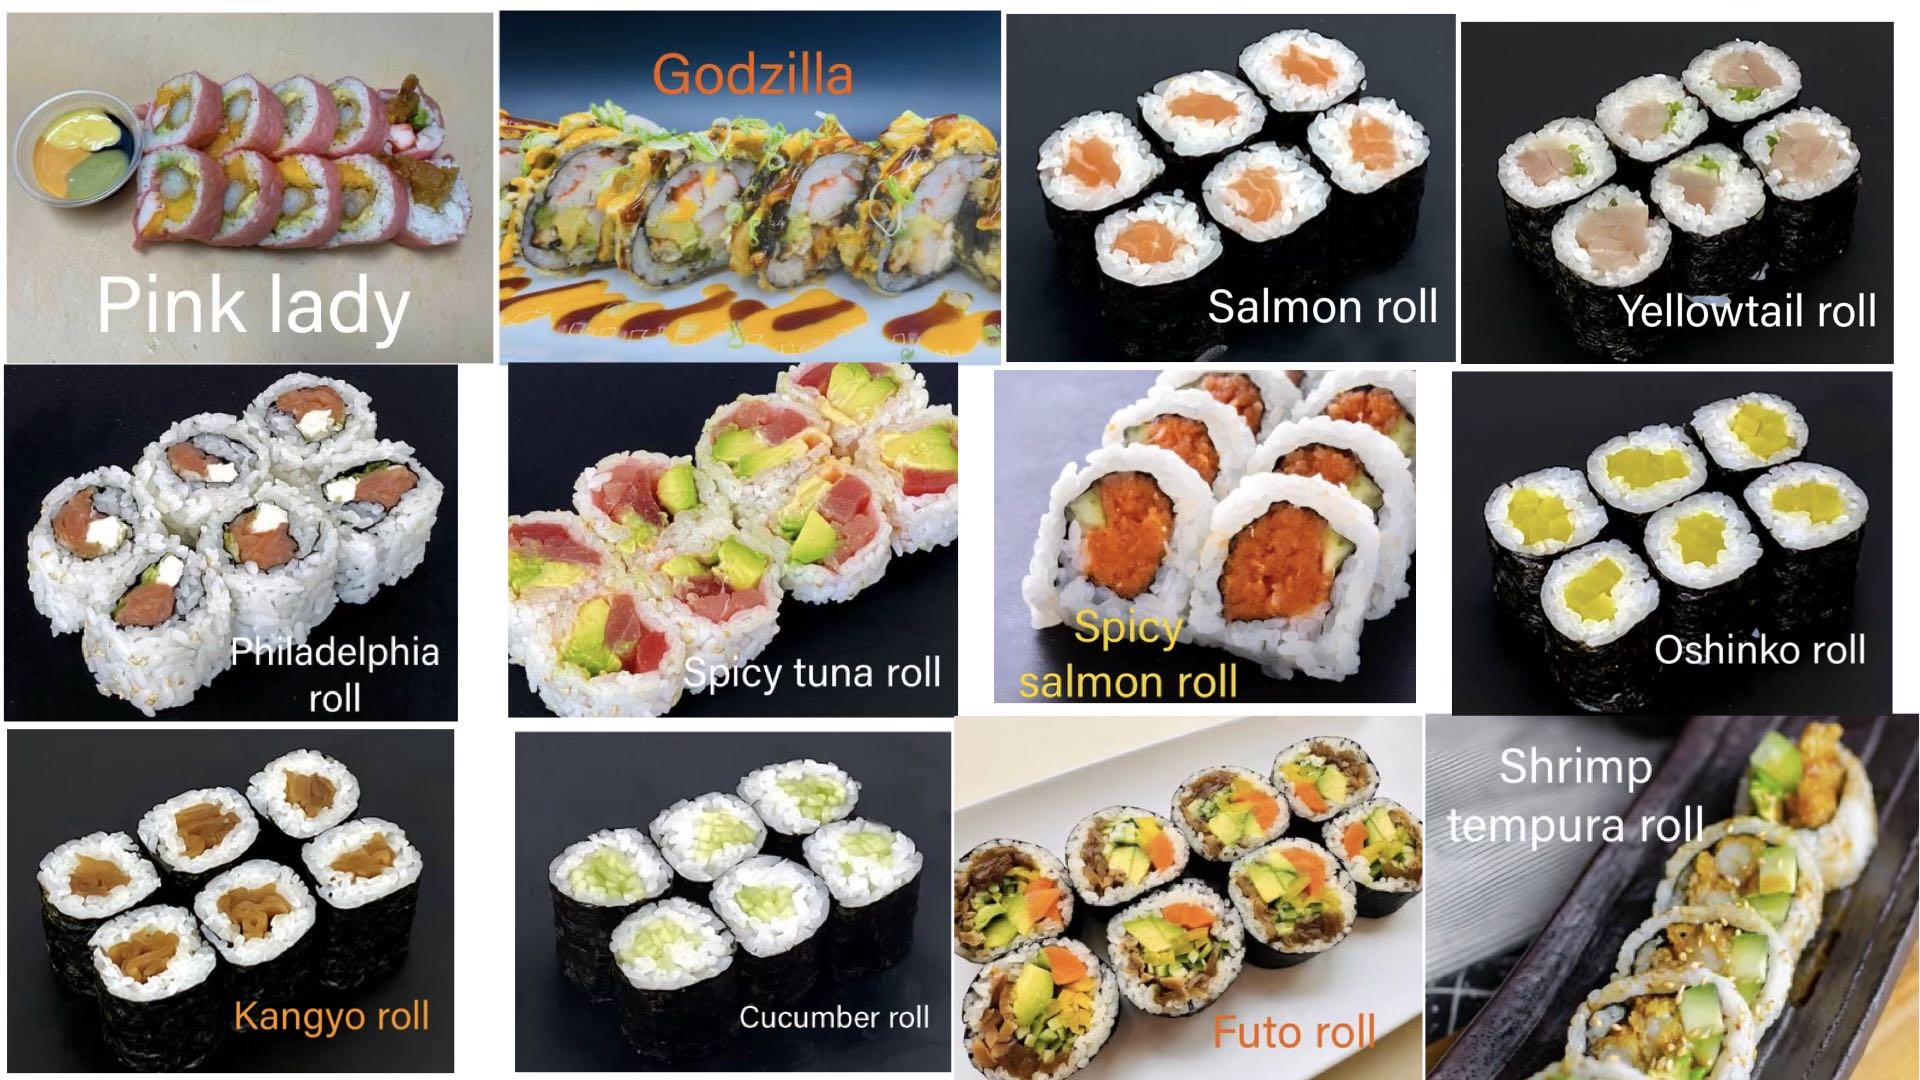 Pink lady
Godzilla
Salmon roll
Yellowtail roll
Philadelphia
roll
Spicy tuna roll
Spicy
salmon roll
Oshinko roll
Kangyo roll
Cucumber roll
Futo roll
Shrimp
tempura roll